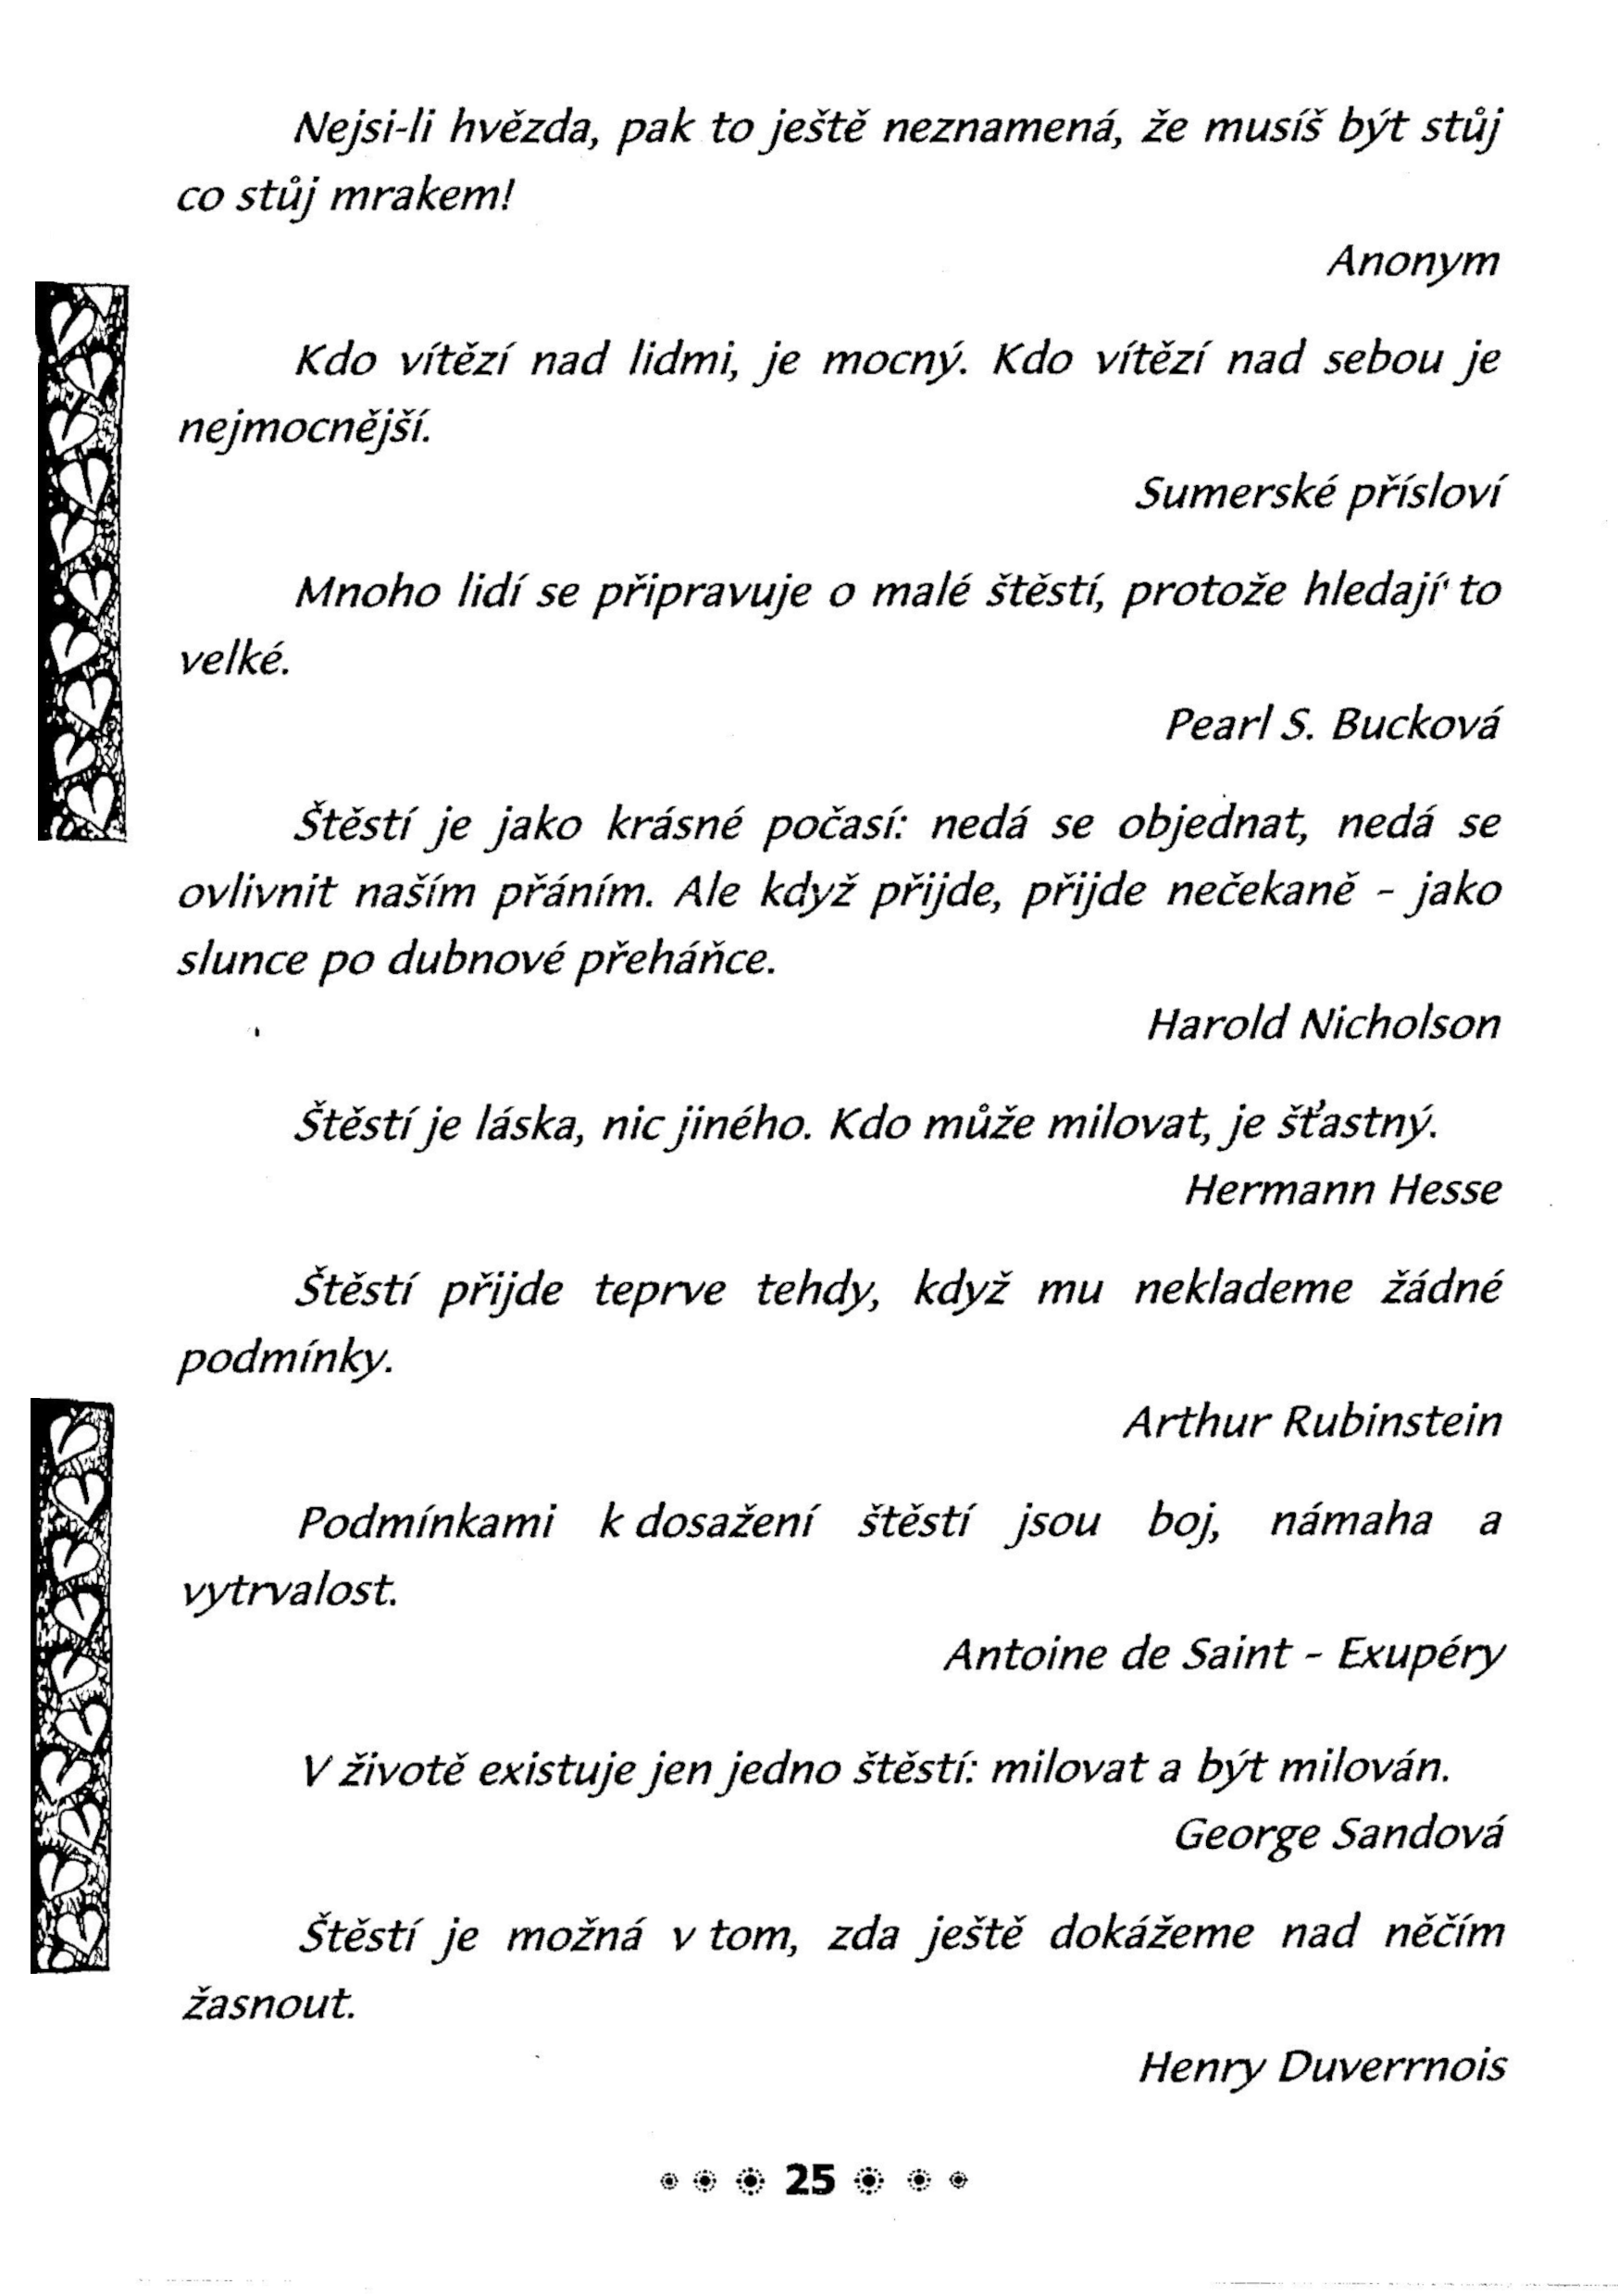 Nejsi-li hvězda, pak to ještě neznamená, že musíš být stůj
co stůj mrakem!
Anonym
Kdo vítězí nad lidmi, je mocný. Kdo vítězí nad sebou je
nejmocnější.
Sumerské přísloví
Mnoho lidí se připravuje o malé štěstí, protože hledají to
velké.
Pearl S. Bucková
Štěstí je jako krásné počasí: nedá se objednat, nedá se
ovlivnit naším přáním. Ale když přijde, přijde nečekaně - jako
slunce po dubnové přeháňce.
Harold Nicholson
Štěstí je láska, nic jiného. Kdo může milovat, je šťastný.
Hermann Hesse
Štěstí přijde teprve tehdy, když mu neklademe žádné
podmínky.
Arthur Rubinstein
Podmínkami k dosažení štěstí jsou boj, námaha a
vytrvalost.
Antoine de Saint - Exupéry
V životě existuje jen jedno štěstí: milovat a být milován.
George Sandová
Štěstí je možná v tom, zda ještě dokážeme nad něčím
žasnout.
Henry Duverrnois
25